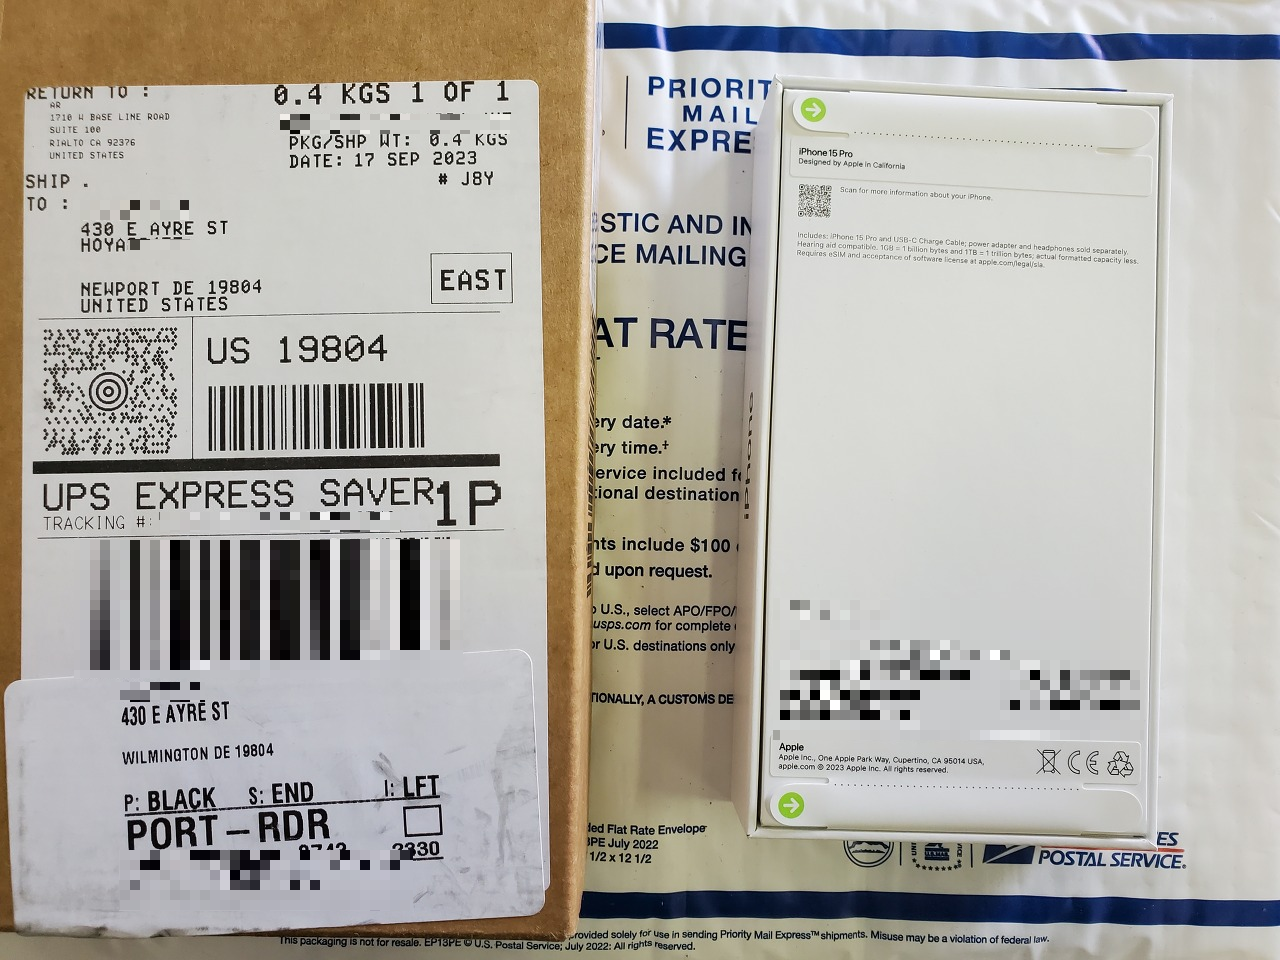 RETURN TO :
AR
1710 W BASE LINE ROAD
SUITE 100
RIALTO CA 92376
UNITED STATES
0.4 KGS 1 OF 1
PKG/SHP WT: 0.4 KGS
DATE: 17 SEP 2023
# J8Y
SHIP .
TO :
430 E AYRE ST
HOYA
NEWPORT DE 19804
UNITED STATES
EAST
US 19804
UPS EXPRESS SAVER
1P
TRACKING #:
430 E AYRE ST
WILMINGTON DE 19804
P: BLACK S: END I: LFT
PORT-RDR
2330
PRIORIT
MAIL
EXPRE
STIC AND IN
CE MAILING
AT RATE
ery date.*
ery time.‡
ervice included f
tional destination
nts include $100
d upon request.
o U.S., select APO/FPO/
usps.com for complete
or U.S. destinations only
TIONALLY, A CUSTOMS DE
ded Flat Rate Envelope
3PE July 2022
1/2 x 12 1/2
iPhone
iPhone 15 Pro
Designed by Apple in California
Scan for more information about your iPhone.
Includes: iPhone 15 Pro and USB-C Charge Cable; power adapter and headphones sold separately.
Hearing aid compatible. 1GB = 1 billion bytes and 1TB = 1 trillion bytes; actual formatted capacity less.
Requires eSIM and acceptance of software license at apple.com/legal/sla.
Apple
Apple Inc., One Apple Park Way, Cupertino, CA 95014 USA,
apple.com © 2023 Apple Inc. All rights reserved.
CE
ES
POSTAL SERVICE®
provided solely for use in sending Priority Mail Express™ shipments. Misuse may be a violation of federal law.
This packaging is not for resale. EP13PE © U.S. Postal Service; July 2022; All rights reserved.